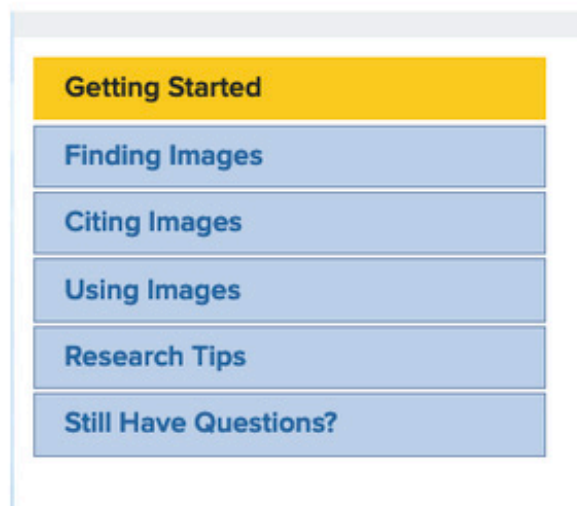 Getting Started
Finding Images
Citing Images
Using Images
Research Tips
Still Have Questions?